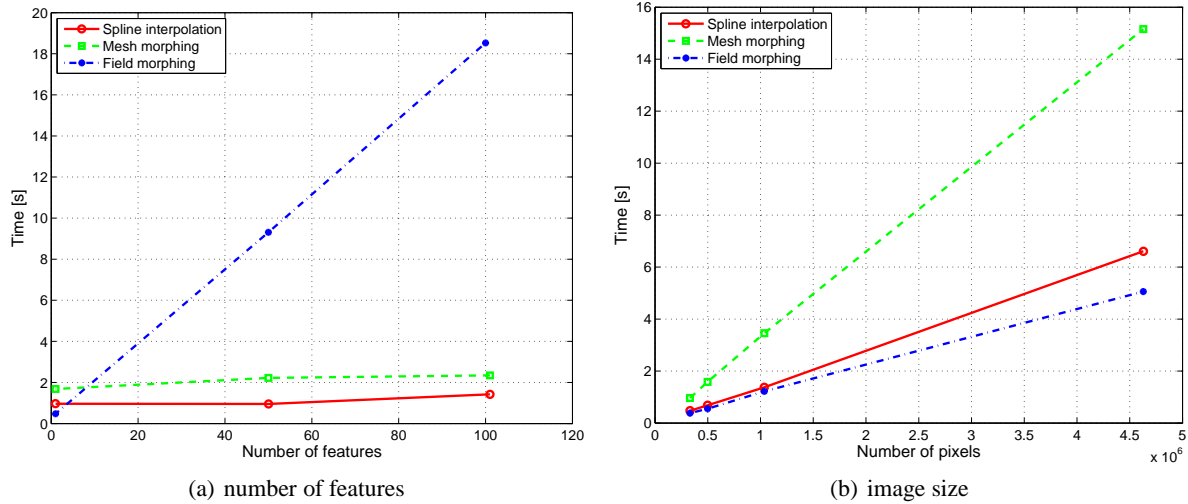 Spline interpolation
Mesh morphing
Field morphing
20
18
16
14
12
10
8
6
4
2
0
Time [s]
0 20 40 60 80 100 120
Number of features
(a) number of features
Spline interpolation
Mesh morphing
Field morphing
16
14
12
10
8
6
4
2
0
Time [s]
0 0.5 1 1.5 2 2.5 3 3.5 4 4.5 5
Number of pixels
x 10^6
(b) image size